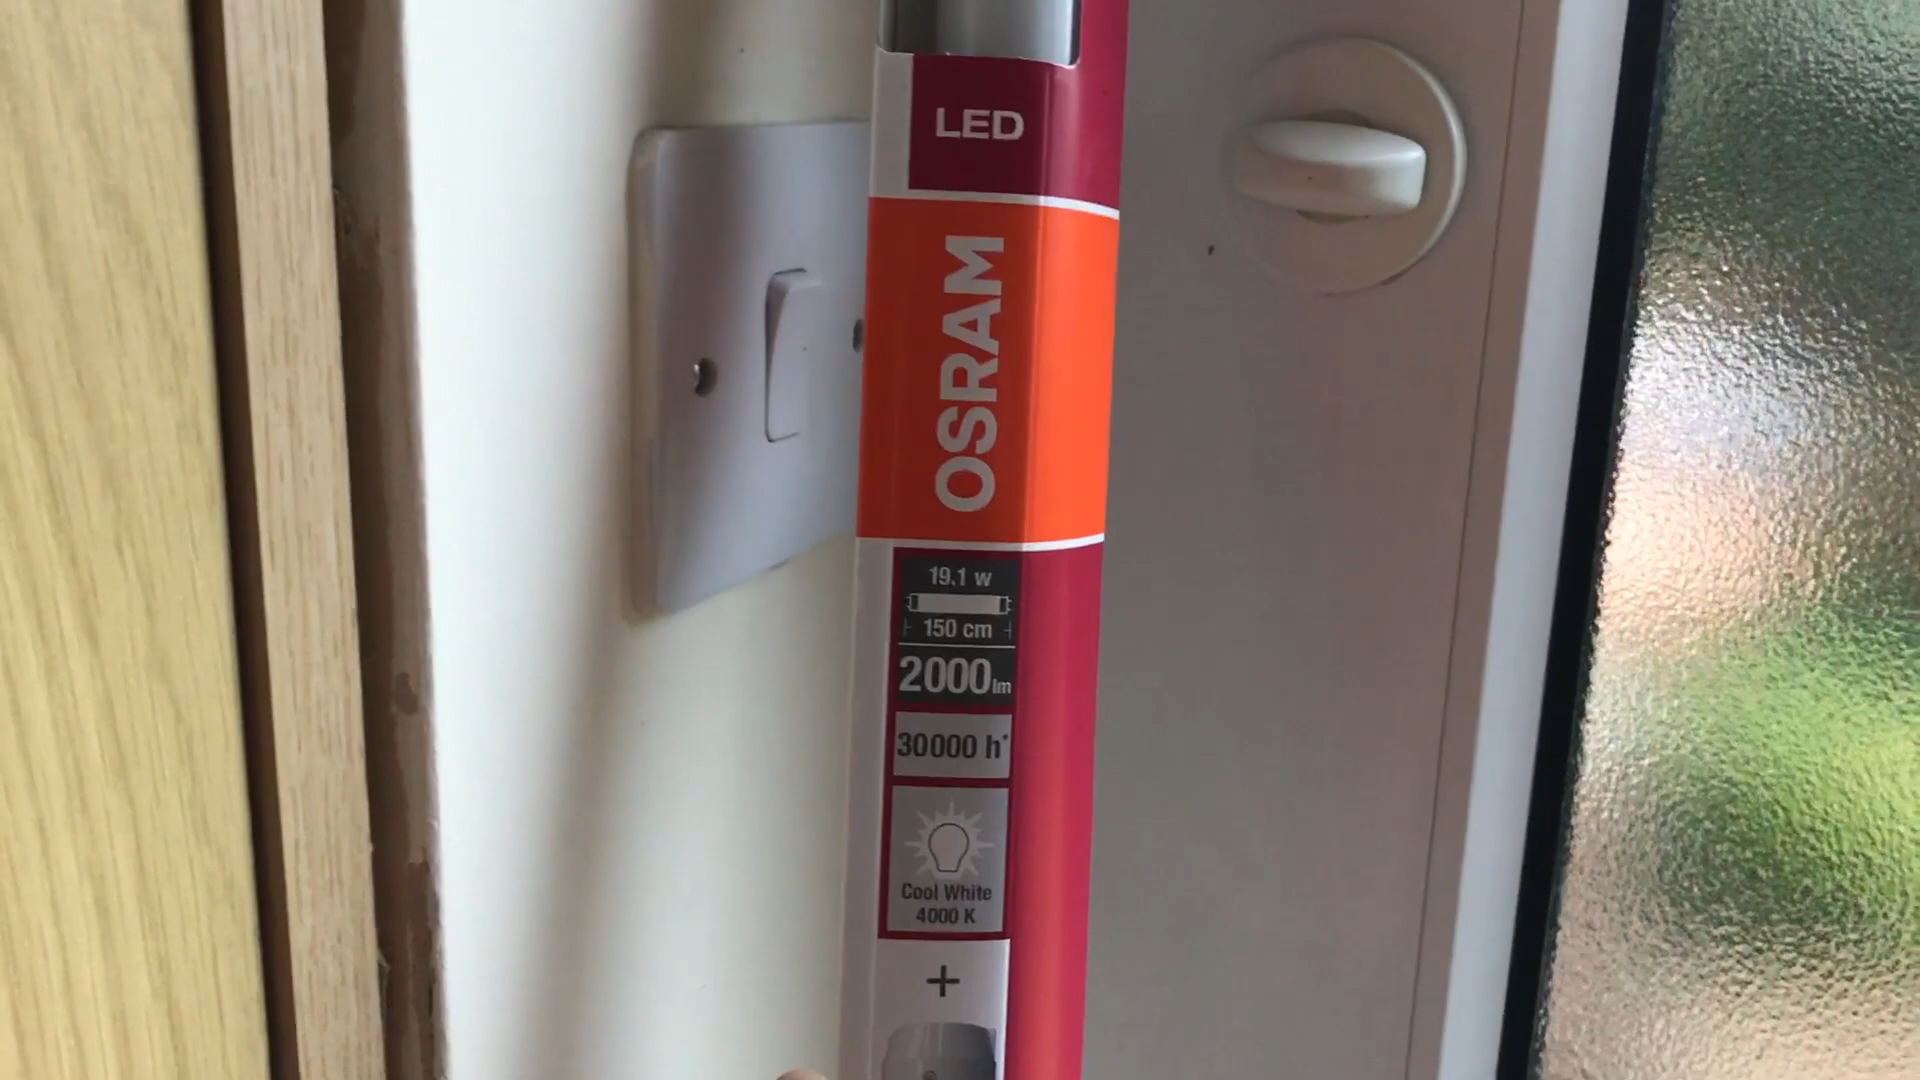 LED
OSRAM
19.1 w
150 cm
2000lm
30000 h*
Cool White
4000 K
+